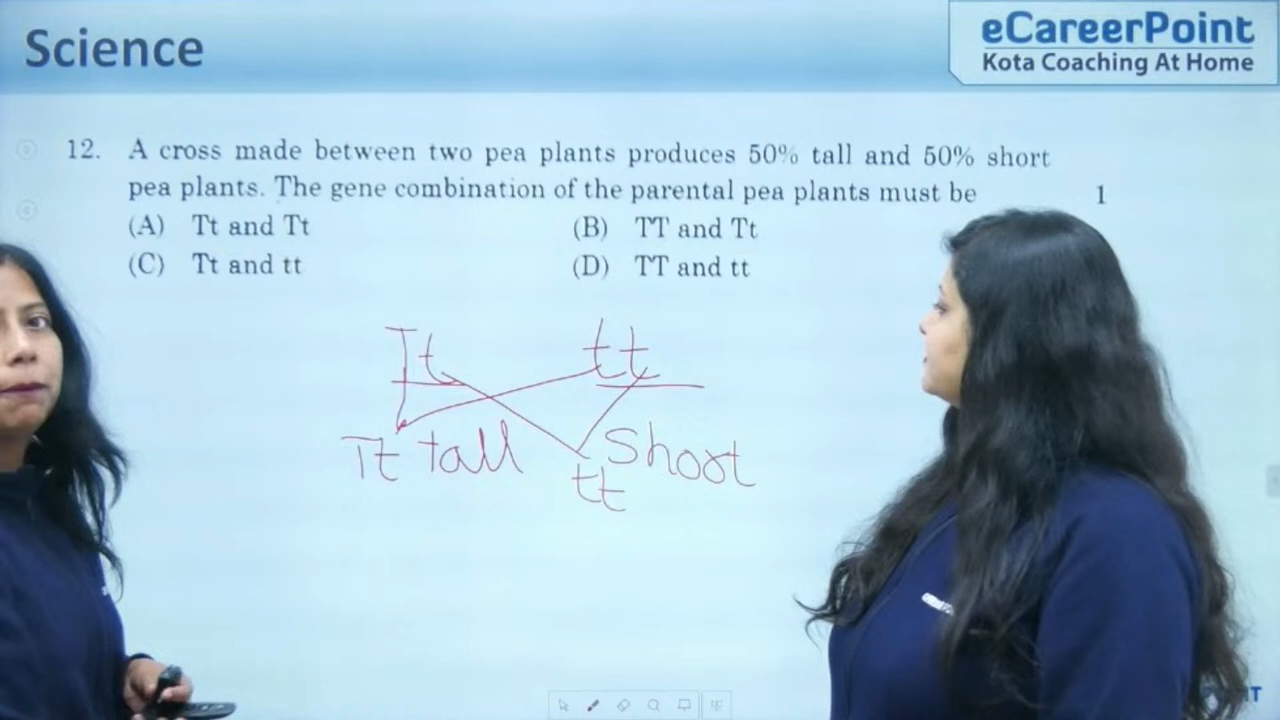 Science
eCareerPoint
Kota Coaching At Home
12. A cross made between two pea plants produces 50% tall and 50% short
pea plants. The gene combination of the parental pea plants must be 1
(A) Tt and Tt (B) TT and Tt
(C) Tt and tt (D) TT and tt
Tt tt
Tt tall Short
tt